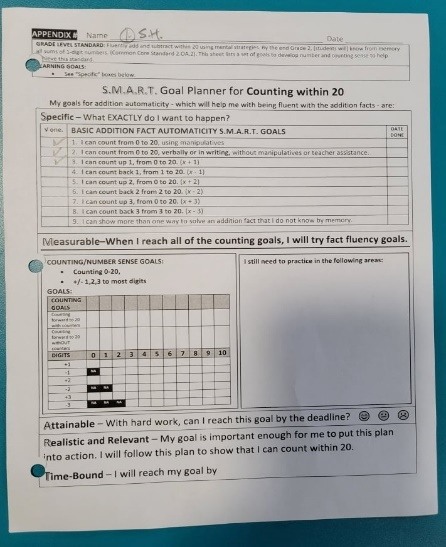 APPENDIX # Name S.H. Date
GRADE LEVEL STANDARD: Fluently add and subtract within 20 using mental strategies. By the end Grade 2, (students will) know from memory
all sums of 1-digit numbers. (Common Core Standard 2.OA.2). This sheet lists a set of goals to develop number and counting sense to help
achieve this standard.
LEARNING GOALS:
• See "Specific" boxes below.
S.M.A.R.T. Goal Planner for Counting within 20
My goals for addition automaticity - which will help me with being fluent with the addition facts - are:
Specific – What EXACTLY do I want to happen?
√ one. BASIC ADDITION FACT AUTOMATICITY S.M.A.R.T. GOALS DATE DONE
1. I can count from 0 to 20, using manipulatives
2. I can count from 0 to 20, verbally or in writing, without manipulatives or teacher assistance.
3. I can count up 1, from 0 to 20. (x + 1)
4. I can count back 1, from 1 to 20. (x - 1)
5. I can count up 2, from 0 to 20. (x + 2)
6. I can count back 2 from 2 to 20. (x - 2)
7. I can count up 3, from 0 to 20. (x + 3)
8. I can count back 3 from 3 to 20. (x - 3)
9. I can show more than one way to solve an addition fact that I do not know by memory.
Measurable—When I reach all of the counting goals, I will try fact fluency goals.
COUNTING/NUMBER SENSE GOALS:
• Counting 0-20,
• +/- 1,2,3 to most digits
GOALS:
COUNTING
GOALS
Counting
forward to 20
with counters
Counting
forward to 20
withOUT
counters
DIGITS 0 1 2 3 4 5 6 7 8 9 10
+1
-1 NA
+2
-2 NA NA
+3
-3 NA NA NA
I still need to practice in the following areas:
Attainable – With hard work, can I reach this goal by the deadline?
Realistic and Relevant – My goal is important enough for me to put this plan
into action. I will follow this plan to show that I can count within 20.
Time-Bound – I will reach my goal by